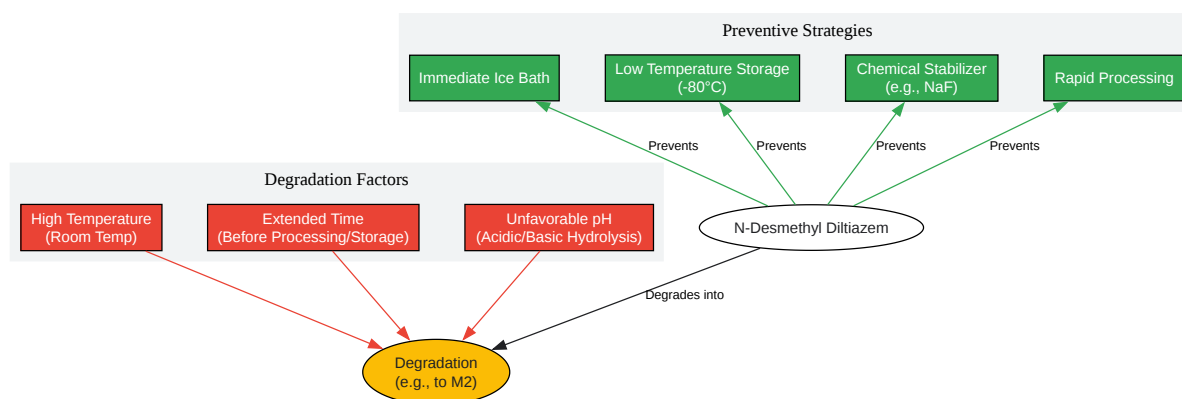 Preventive Strategies
Immediate Ice Bath
Low Temperature Storage
(-80°C)
Chemical Stabilizer
(e.g., NaF)
Rapid Processing
Prevents
Prevents
Prevents
Prevents
Degradation Factors
High Temperature
(Room Temp)
Extended Time
(Before Processing/Storage)
Unfavorable pH
(Acidic/Basic Hydrolysis)
N-Desmethyl Diltiazem
Degrades into
Degradation
(e.g., to M2)